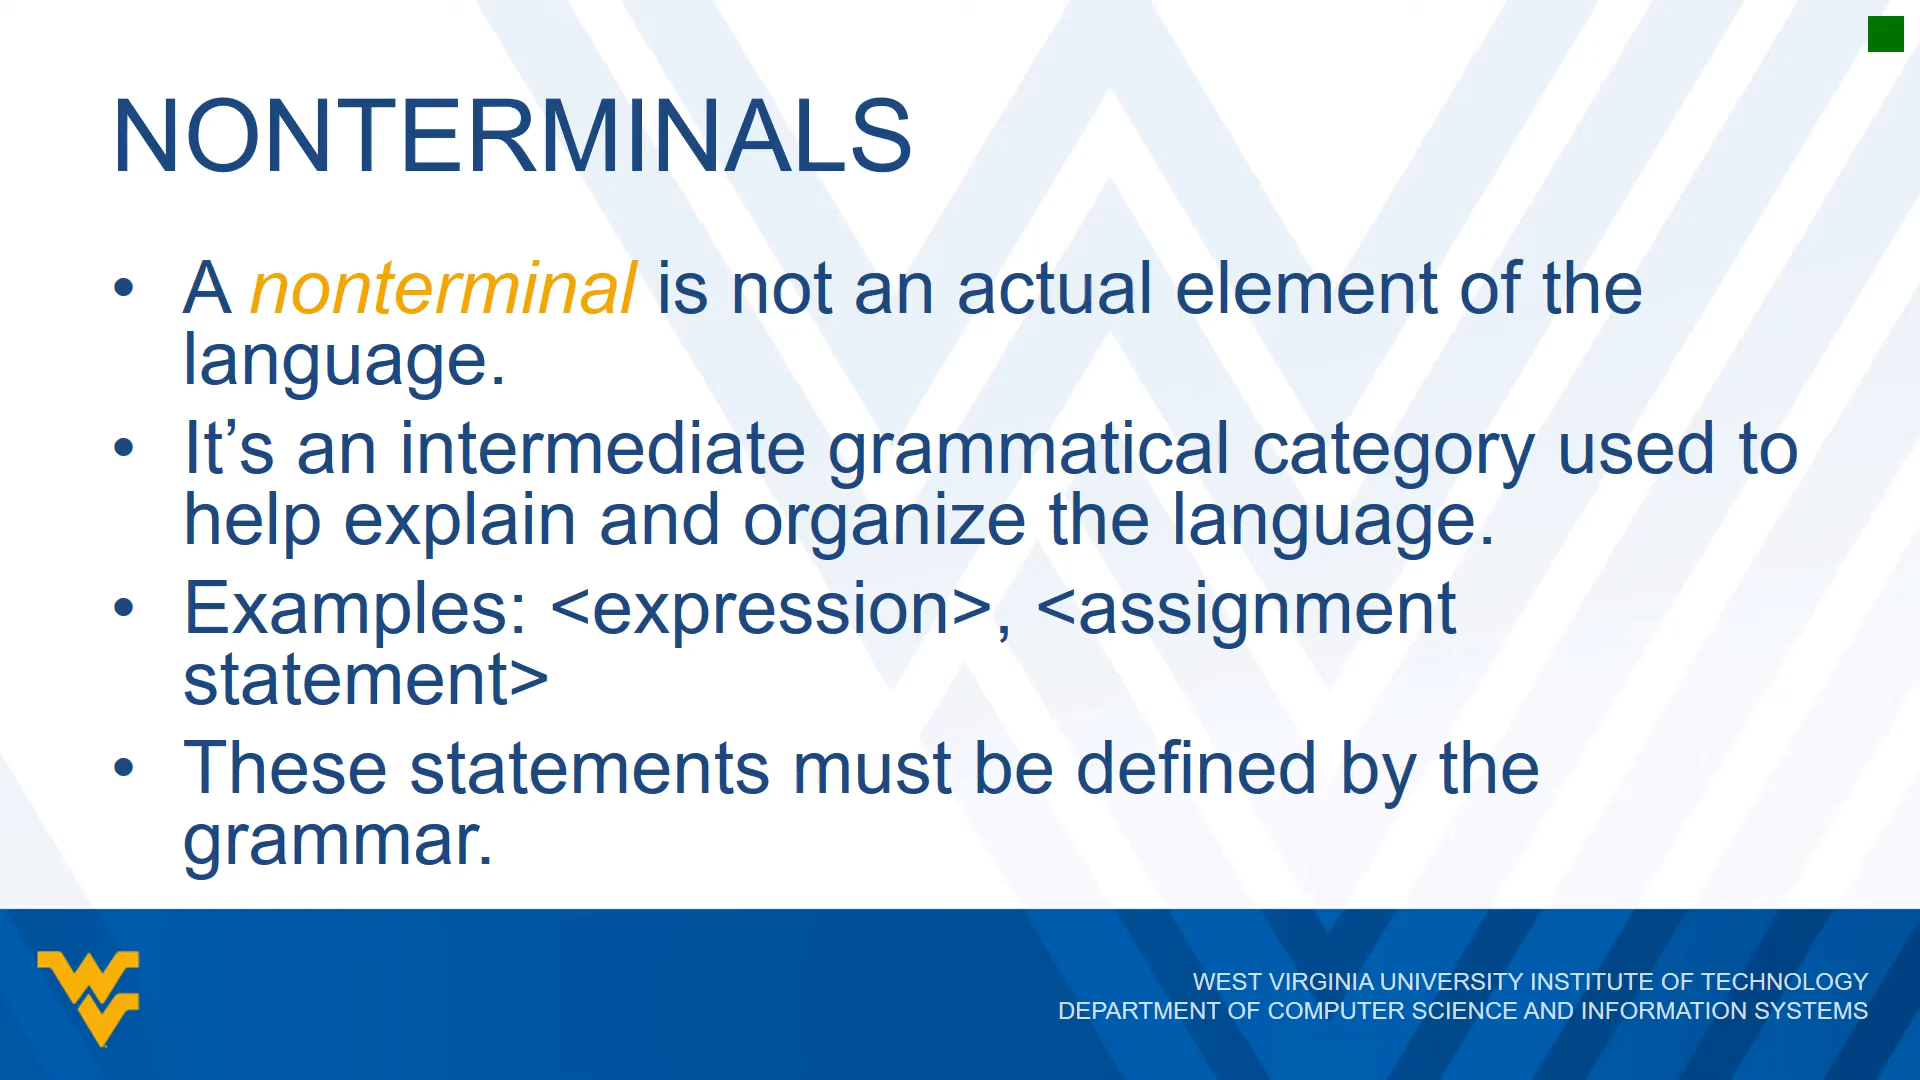 NONTERMINALS
• A nonterminal is not an actual element of the
language.
• It’s an intermediate grammatical category used to
help explain and organize the language.
• Examples: <expression>, <assignment
statement>
• These statements must be defined by the
grammar.
WEST VIRGINIA UNIVERSITY INSTITUTE OF TECHNOLOGY
DEPARTMENT OF COMPUTER SCIENCE AND INFORMATION SYSTEMS